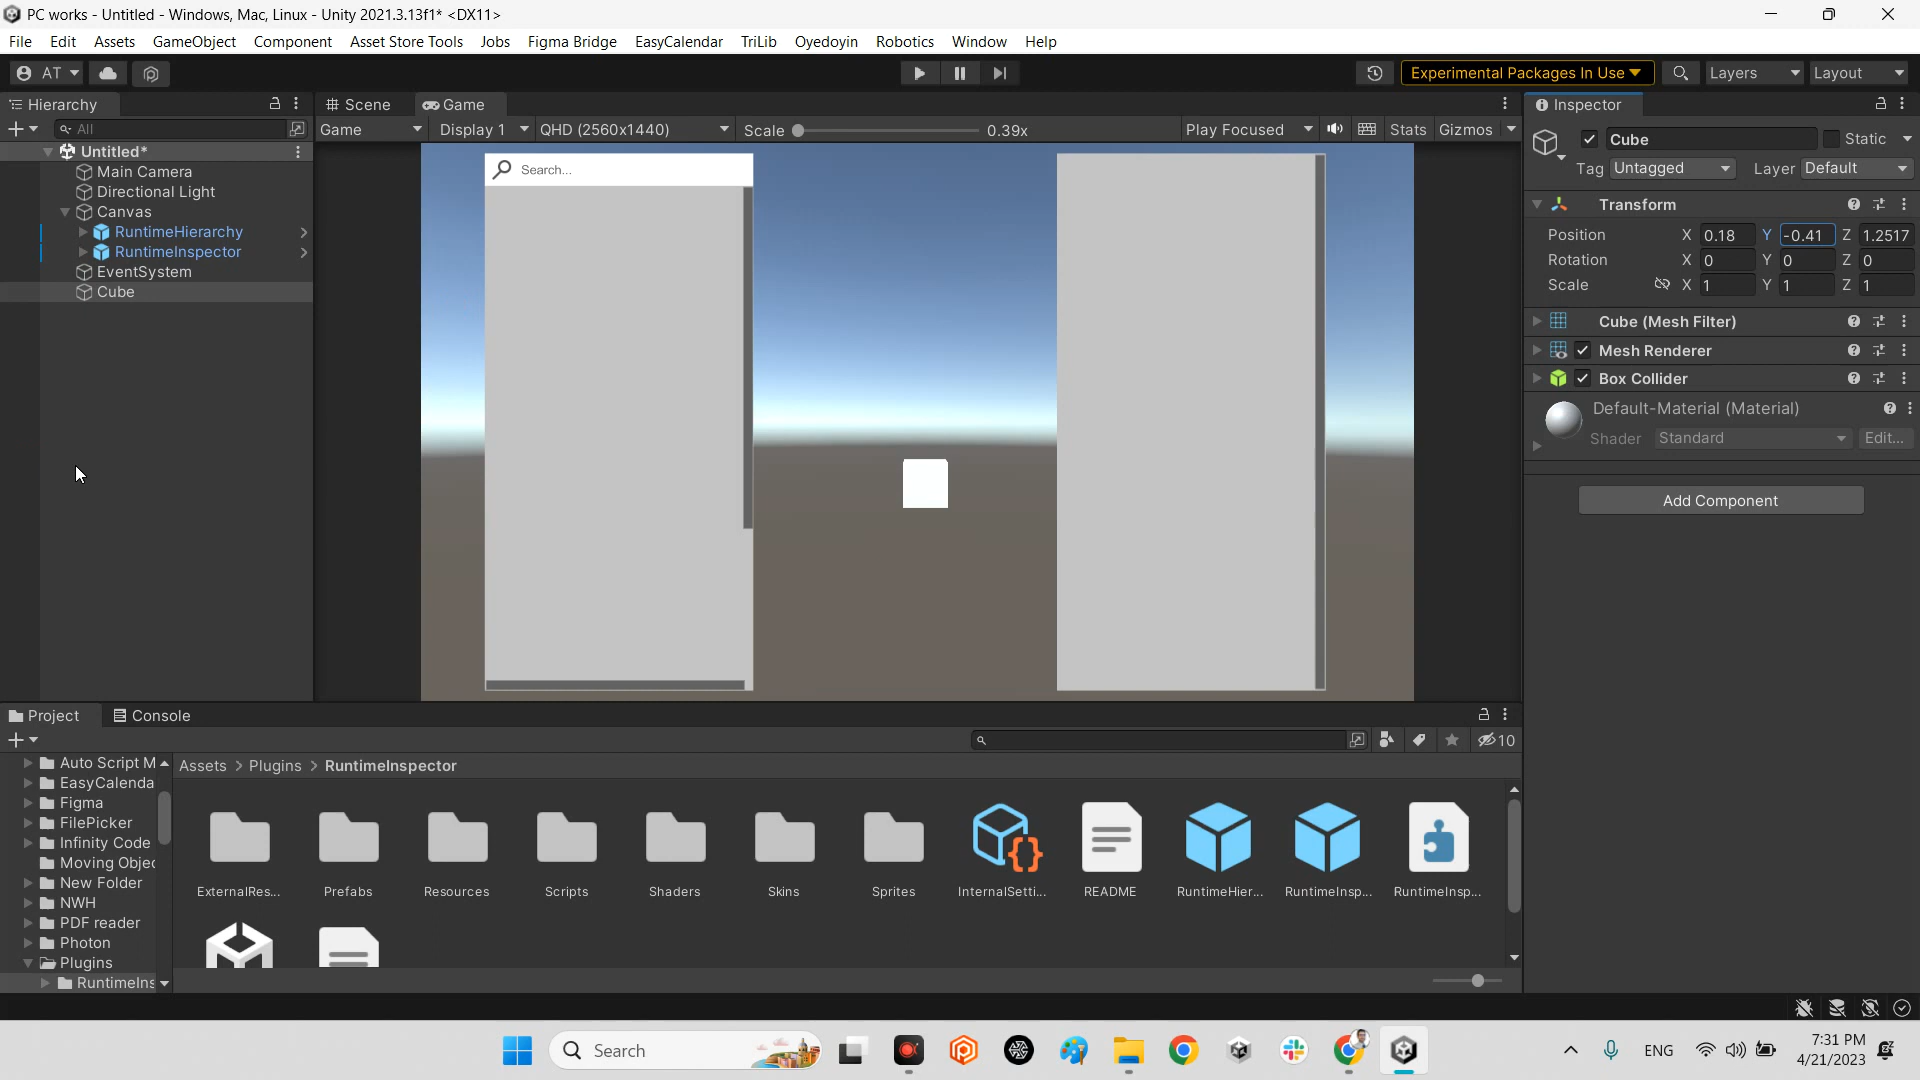 PC works - Untitled - Windows, Mac, Linux - Unity 2021.3.13f1* <DX11>
File Edit Assets GameObject Component Asset Store Tools Jobs Figma Bridge EasyCalendar TriLib Oyedoyin Robotics Window Help
AT Experimental Packages In Use Layers Layout
Hierarchy
All
Untitled*
Main Camera
Directional Light
Canvas
RuntimeHierarchy
RuntimeInspector
EventSystem
Cube
Scene Game
Game Display 1 QHD (2560x1440) Scale 0.39x Play Focused Stats Gizmos
Search...
Inspector
Cube Static
Tag Untagged Layer Default
Transform
Position X 0.18 Y -0.41 Z 1.2517
Rotation X 0 Y 0 Z 0
Scale X 1 Y 1 Z 1
Cube (Mesh Filter)
Mesh Renderer
Box Collider
Default-Material (Material)
Shader Standard Edit...
Add Component
Project Console
10
Auto Script M
EasyCalenda
Figma
FilePicker
Infinity Code
Moving Objec
New Folder
NWH
PDF reader
Photon
Plugins
RuntimeIns
Assets > Plugins > RuntimeInspector
ExternalRes... Prefabs Resources Scripts Shaders Skins Sprites InternalSetti... README RuntimeHier... RuntimeInsp... RuntimeInsp...
Search
ENG
7:31 PM
4/21/2023